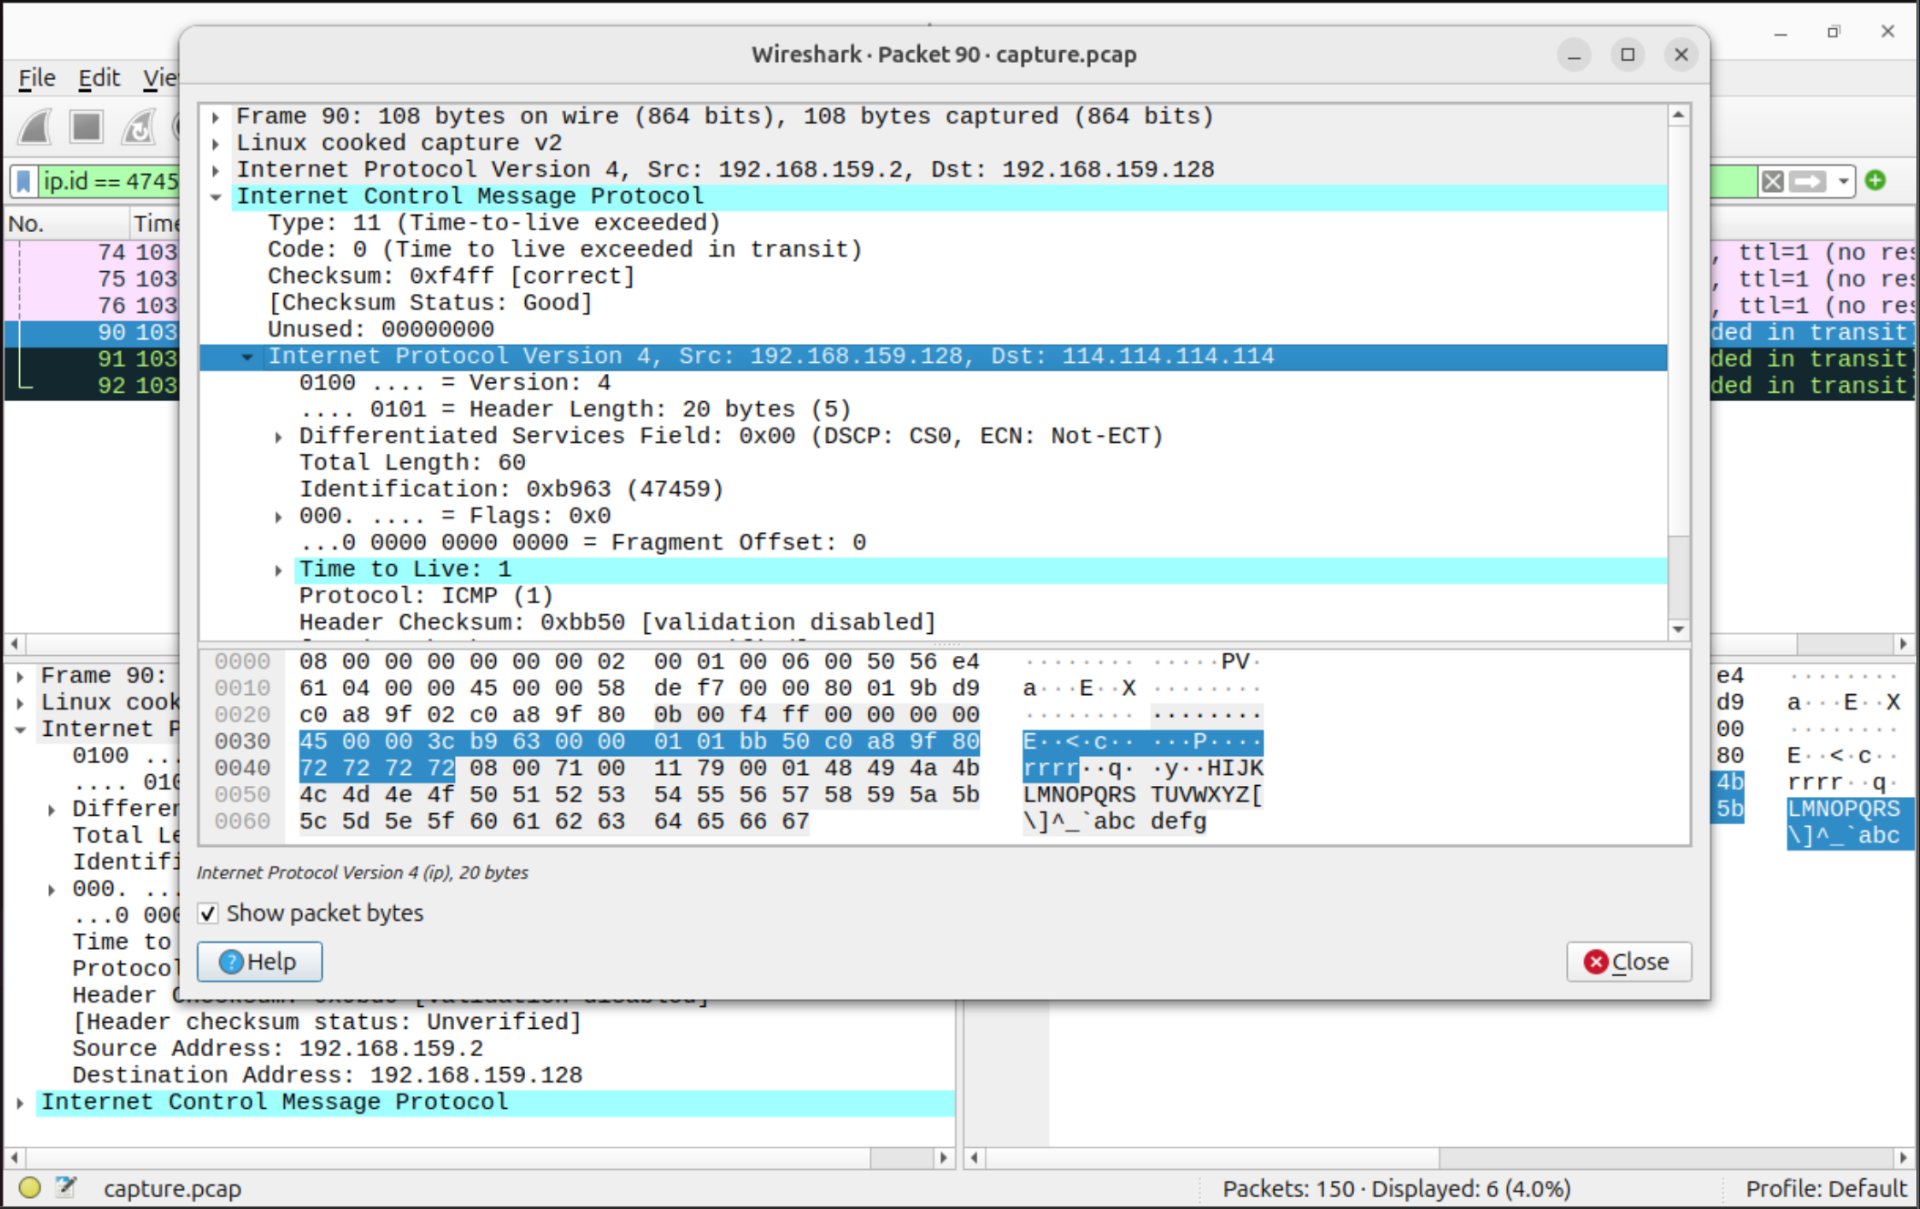 Wireshark · Packet 90 · capture.pcap
File Edit
ip.id == 4745
No. Time
74 103
75 103
76 103
90 103
91 103
92 103
, ttl=1 (no res
, ttl=1 (no res
, ttl=1 (no res
ded in transit)
ded in transit)
ded in transit)
Frame 90: 108 bytes on wire (864 bits), 108 bytes captured (864 bits)
Linux cooked capture v2
Internet Protocol Version 4, Src: 192.168.159.2, Dst: 192.168.159.128
Internet Control Message Protocol
Type: 11 (Time-to-live exceeded)
Code: 0 (Time to live exceeded in transit)
Checksum: 0xf4ff [correct]
[Checksum Status: Good]
Unused: 00000000
Internet Protocol Version 4, Src: 192.168.159.128, Dst: 114.114.114.114
0100 .... = Version: 4
.... 0101 = Header Length: 20 bytes (5)
Differentiated Services Field: 0x00 (DSCP: CS0, ECN: Not-ECT)
Total Length: 60
Identification: 0xb963 (47459)
000. .... = Flags: 0x0
...0 0000 0000 0000 = Fragment Offset: 0
Time to Live: 1
Protocol: ICMP (1)
Header Checksum: 0xbb50 [validation disabled]
0000 08 00 00 00 00 00 00 02 00 01 00 06 00 50 56 e4 ········ ·····PV·
0010 61 04 00 00 45 00 00 58 de f7 00 00 80 01 9b d9 a···E··X ········
0020 c0 a8 9f 02 c0 a8 9f 80 0b 00 f4 ff 00 00 00 00 ········ ········
0030 45 00 00 3c b9 63 00 00 01 01 bb 50 c0 a8 9f 80 E··<·c·· ···P····
0040 72 72 72 72 08 00 71 00 11 79 00 01 48 49 4a 4b rrrr··q· ·y··HIJK
0050 4c 4d 4e 4f 50 51 52 53 54 55 56 57 58 59 5a 5b LMNOPQRS TUVWXYZ[
0060 5c 5d 5e 5f 60 61 62 63 64 65 66 67 \]^_`abc defg
Internet Protocol Version 4 (ip), 20 bytes
Show packet bytes
Help
Close
Frame 90:
Linux cook
Internet P
0100 ...
.... 010
Differen
Total Le
Identifi
000. ...
...0 000
Time to
Protocol
Header
[Header checksum status: Unverified]
Source Address: 192.168.159.2
Destination Address: 192.168.159.128
Internet Control Message Protocol
e4 ········
d9 a···E··X
00 ········
80 E··<·c··
4b rrrr··q·
5b LMNOPQRS
\]^_`abc
capture.pcap
Packets: 150 · Displayed: 6 (4.0%)
Profile: Default